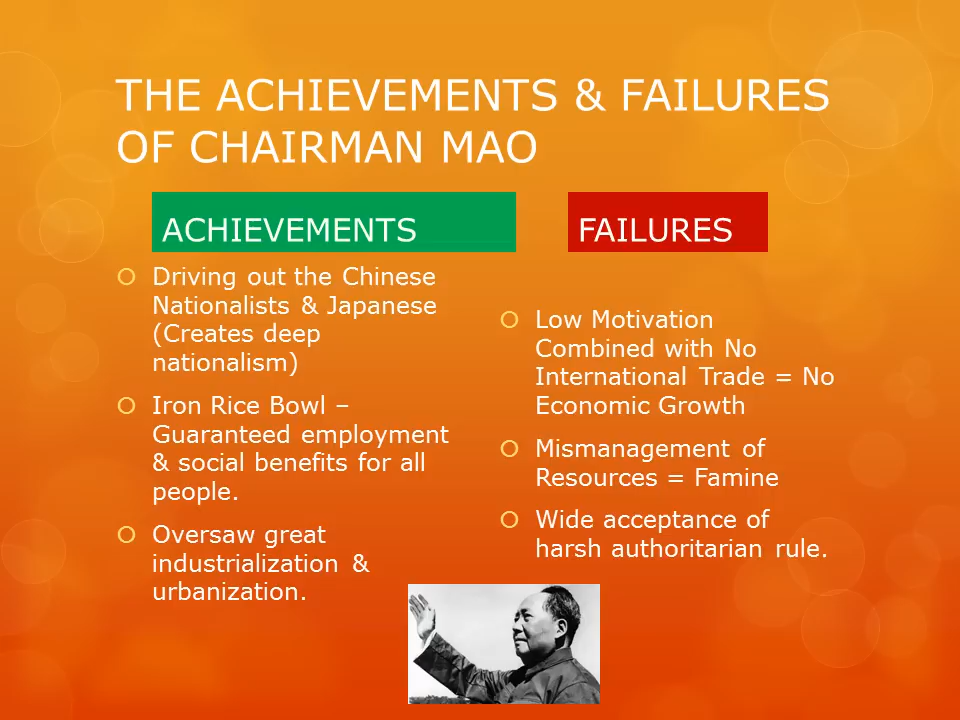 THE ACHIEVEMENTS & FAILURES
OF CHAIRMAN MAO
ACHIEVEMENTS
Driving out the Chinese
Nationalists & Japanese
(Creates deep
nationalism)
Iron Rice Bowl –
Guaranteed employment
& social benefits for all
people.
Oversaw great
industrialization &
urbanization.
FAILURES
Low Motivation
Combined with No
International Trade = No
Economic Growth
Mismanagement of
Resources = Famine
Wide acceptance of
harsh authoritarian rule.